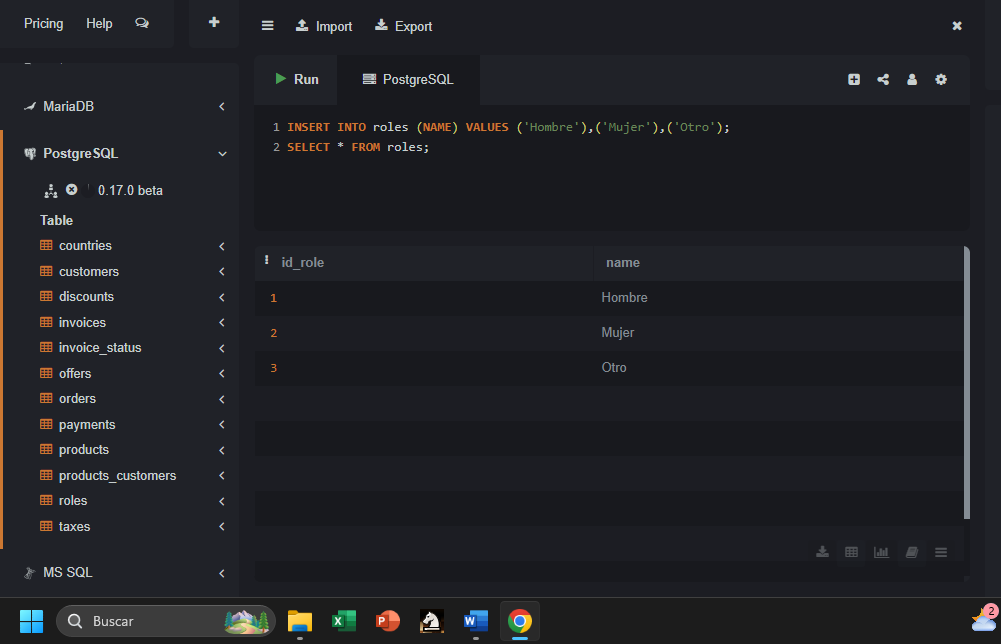 Pricing Help
Import Export
Run PostgreSQL
MariaDB
PostgreSQL
0.17.0 beta
Table
countries
customers
discounts
invoices
invoice_status
offers
orders
payments
products
products_customers
roles
taxes
MS SQL
1 INSERT INTO roles (NAME) VALUES ('Hombre'),('Mujer'),('Otro');
2 SELECT * FROM roles;
id_role name
1 Hombre
2 Mujer
3 Otro
Buscar
2